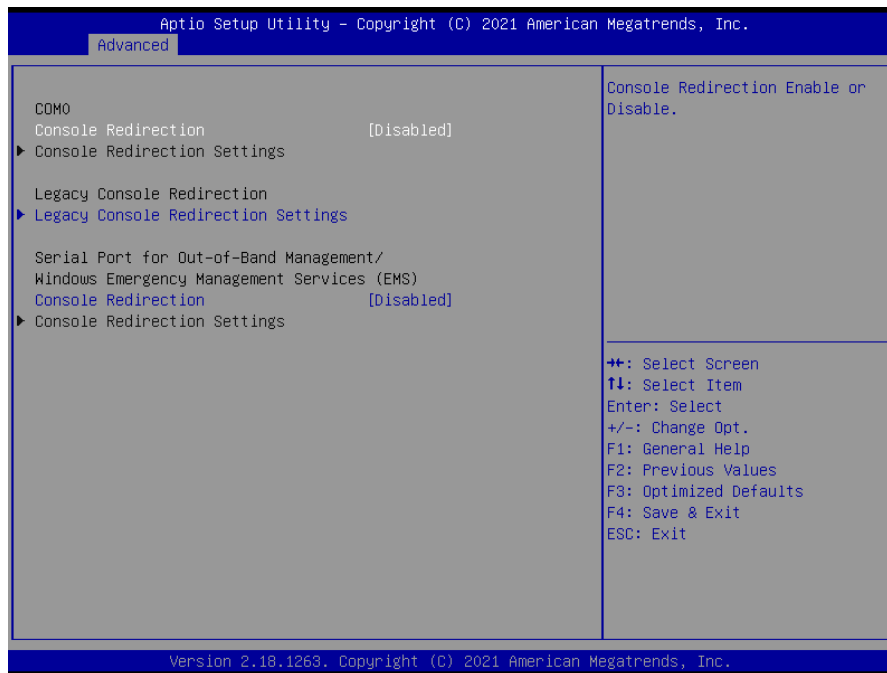 Aptio Setup Utility – Copyright (C) 2021 American Megatrends, Inc.
Advanced
COM0
Console Redirection [Disabled]
Console Redirection Settings
Legacy Console Redirection
Legacy Console Redirection Settings
Serial Port for Out-of-Band Management/
Windows Emergency Management Services (EMS)
Console Redirection [Disabled]
Console Redirection Settings
Console Redirection Enable or
Disable.
→←: Select Screen
↑↓: Select Item
Enter: Select
+/-: Change Opt.
F1: General Help
F2: Previous Values
F3: Optimized Defaults
F4: Save & Exit
ESC: Exit
Version 2.18.1263. Copyright (C) 2021 American Megatrends, Inc.